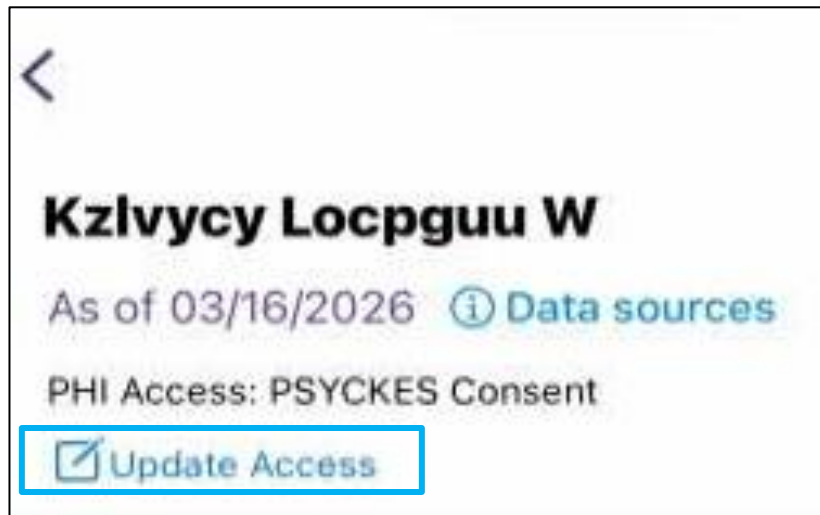 Kzlvycy Locpguu W
As of 03/16/2026 ⓘ Data sources
PHI Access: PSYCKES Consent
Update Access